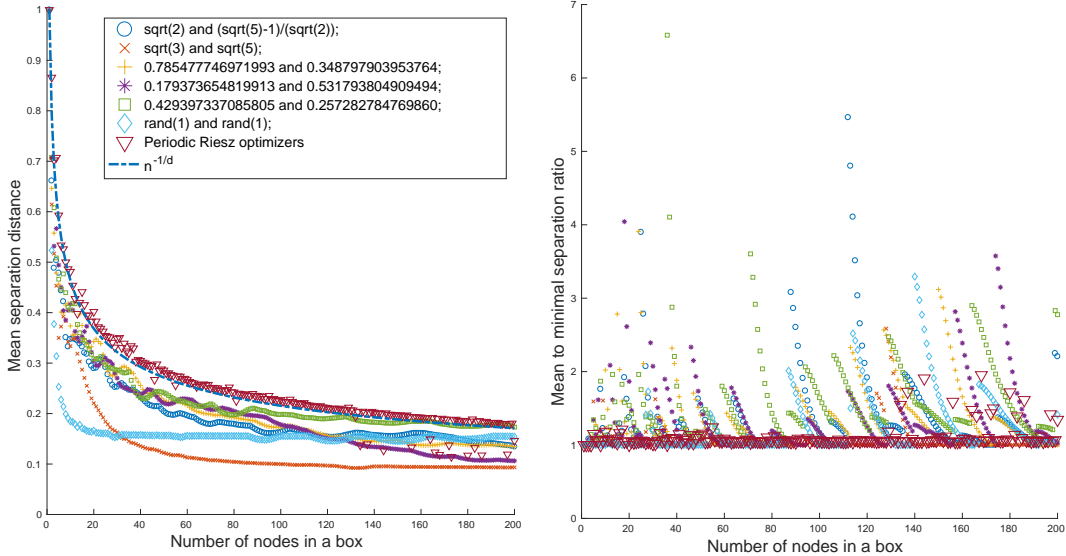 1
0.9
0.8
0.7
0.6
0.5
0.4
0.3
0.2
0.1
0
0 20 40 60 80 100 120 140 160 180 200
Mean separation distance
Number of nodes in a box
sqrt(2) and (sqrt(5)-1)/(sqrt(2));
sqrt(3) and sqrt(5);
0.785477746971993 and 0.348797903953764;
0.179373654819913 and 0.531793804909494;
0.429397337085805 and 0.257282784769860;
rand(1) and rand(1);
Periodic Riesz optimizers
n^{-1/d}
7
6
5
4
3
2
1
0
0 20 40 60 80 100 120 140 160 180 200
Mean to minimal separation ratio
Number of nodes in a box